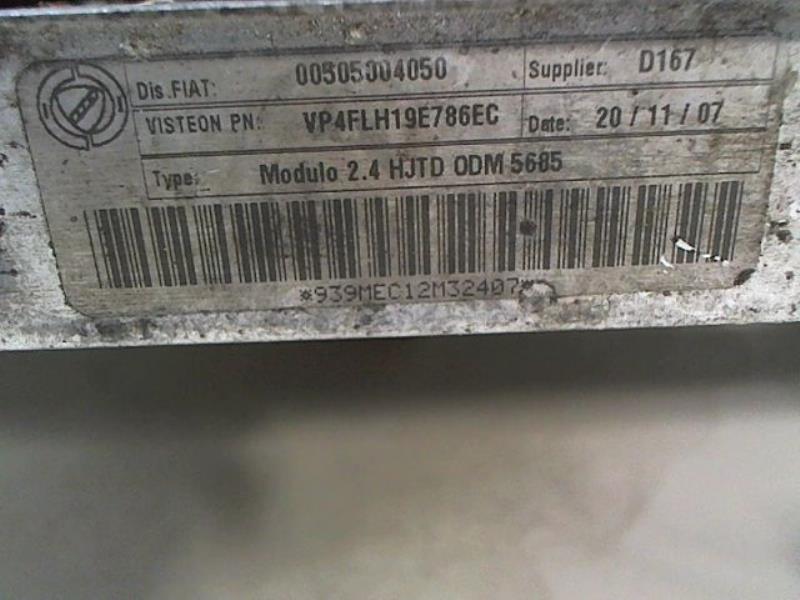 Dis.FIAT: 00505004050 Supplier: D167
VISTEON PN: VP4FLH19E786EC Date: 20 / 11 / 07
Type: Modulo 2.4 HJTD ODM 5685
*939MEC12M32407*